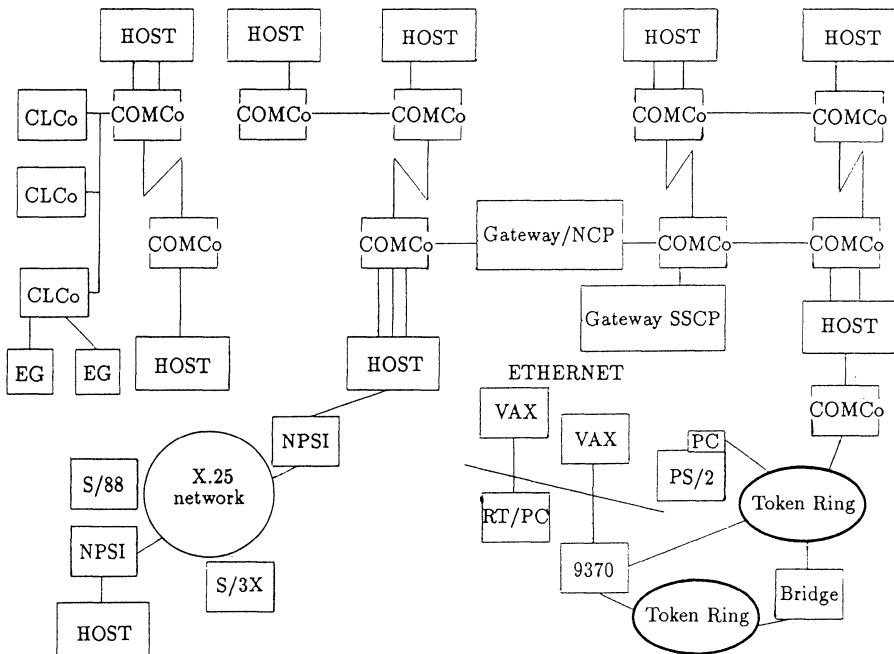 HOST
HOST
HOST
HOST
HOST
CLCo
COMCo
COMCo
COMCo
COMCo
COMCo
CLCo
COMCo
COMCo
Gateway/NCP
COMCo
COMCo
CLCo
Gateway SSCP
HOST
EG
EG
HOST
HOST
ETHERNET
COMCo
VAX
NPSI
VAX
PC
S/88
X.25
network
PS/2
Token Ring
RT/PC
NPSI
S/3X
9370
Bridge
Token Ring
HOST